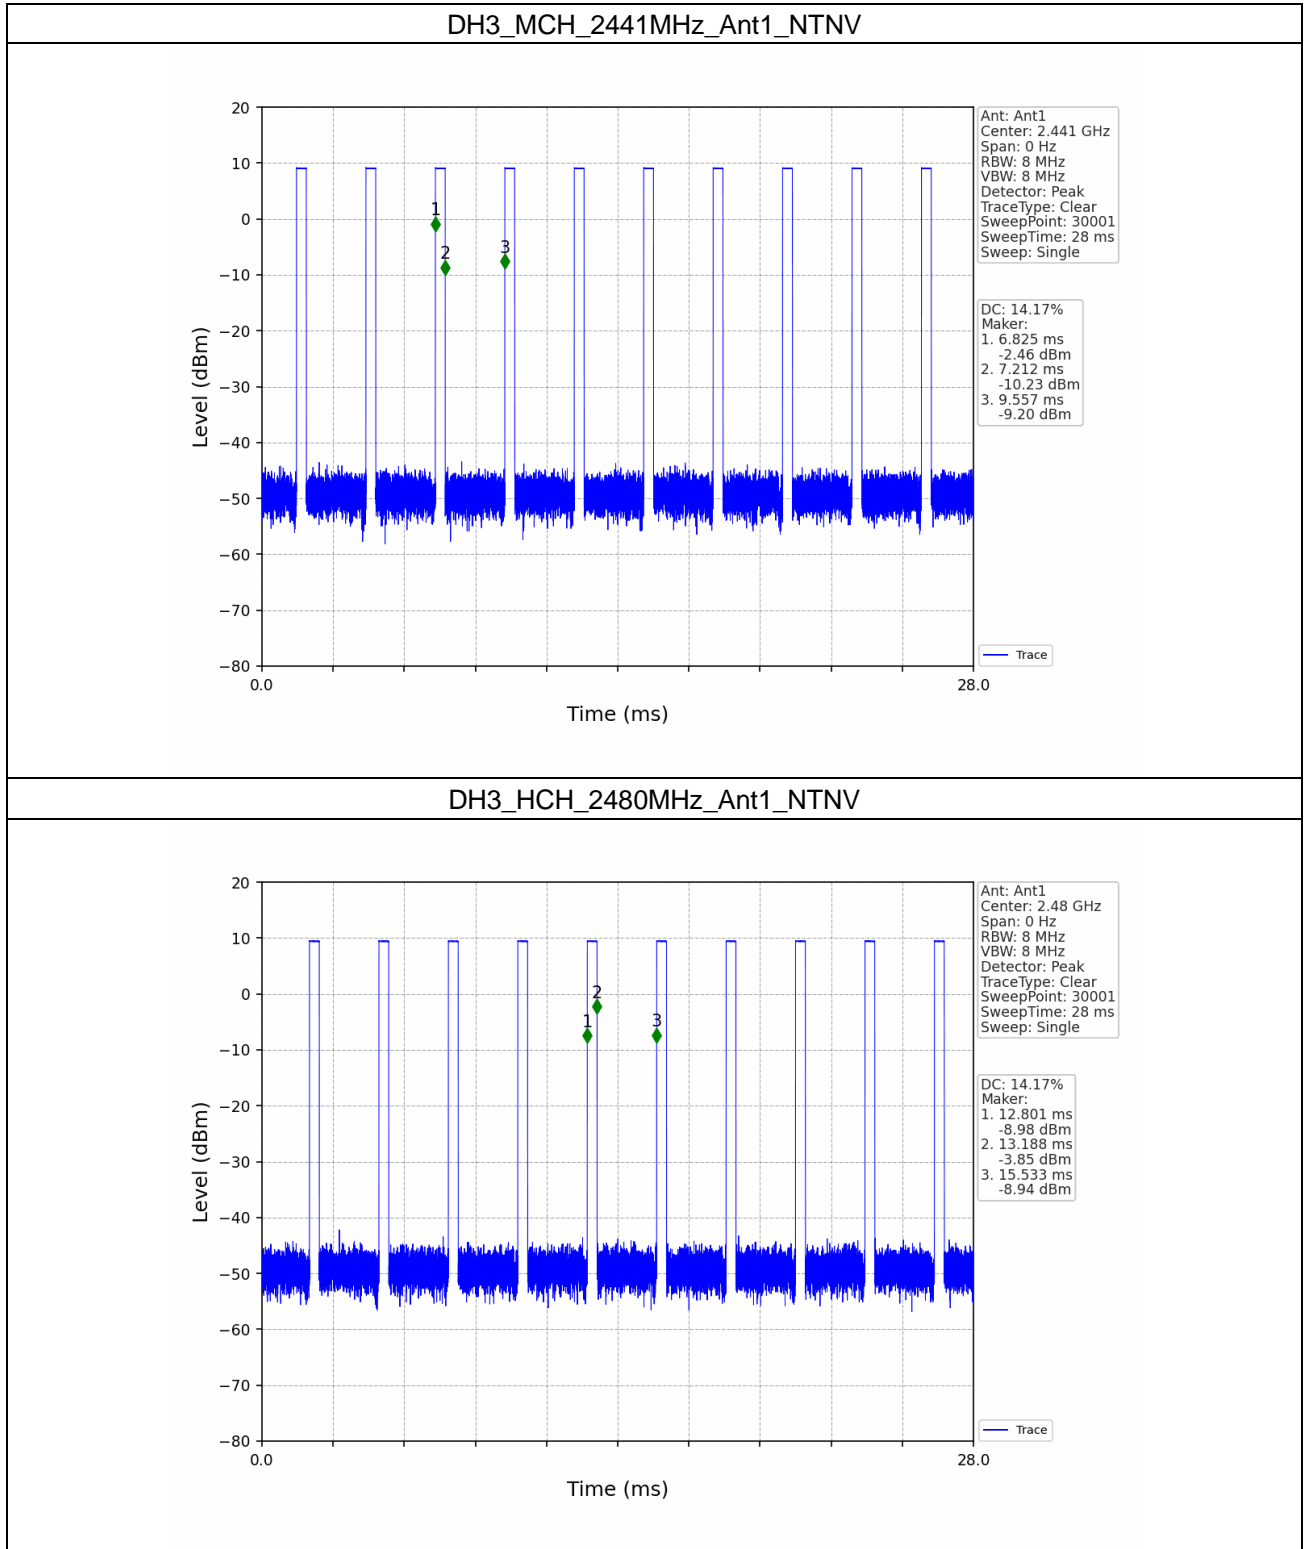 DH3_MCH_2441MHz_Ant1_NTNV
20
10
0
−10
−20
−30
−40
−50
−60
−70
−80
Level (dBm)
1
2
3
0.0
28.0
Time (ms)
Ant: Ant1
Center: 2.441 GHz
Span: 0 Hz
RBW: 8 MHz
VBW: 8 MHz
Detector: Peak
TraceType: Clear
SweepPoint: 30001
SweepTime: 28 ms
Sweep: Single
DC: 14.17%
Maker:
1. 6.825 ms
-2.46 dBm
2. 7.212 ms
-10.23 dBm
3. 9.557 ms
-9.20 dBm
Trace
DH3_HCH_2480MHz_Ant1_NTNV
20
10
0
−10
−20
−30
−40
−50
−60
−70
−80
Level (dBm)
1
2
3
0.0
28.0
Time (ms)
Ant: Ant1
Center: 2.48 GHz
Span: 0 Hz
RBW: 8 MHz
VBW: 8 MHz
Detector: Peak
TraceType: Clear
SweepPoint: 30001
SweepTime: 28 ms
Sweep: Single
DC: 14.17%
Maker:
1. 12.801 ms
-8.98 dBm
2. 13.188 ms
-3.85 dBm
3. 15.533 ms
-8.94 dBm
Trace